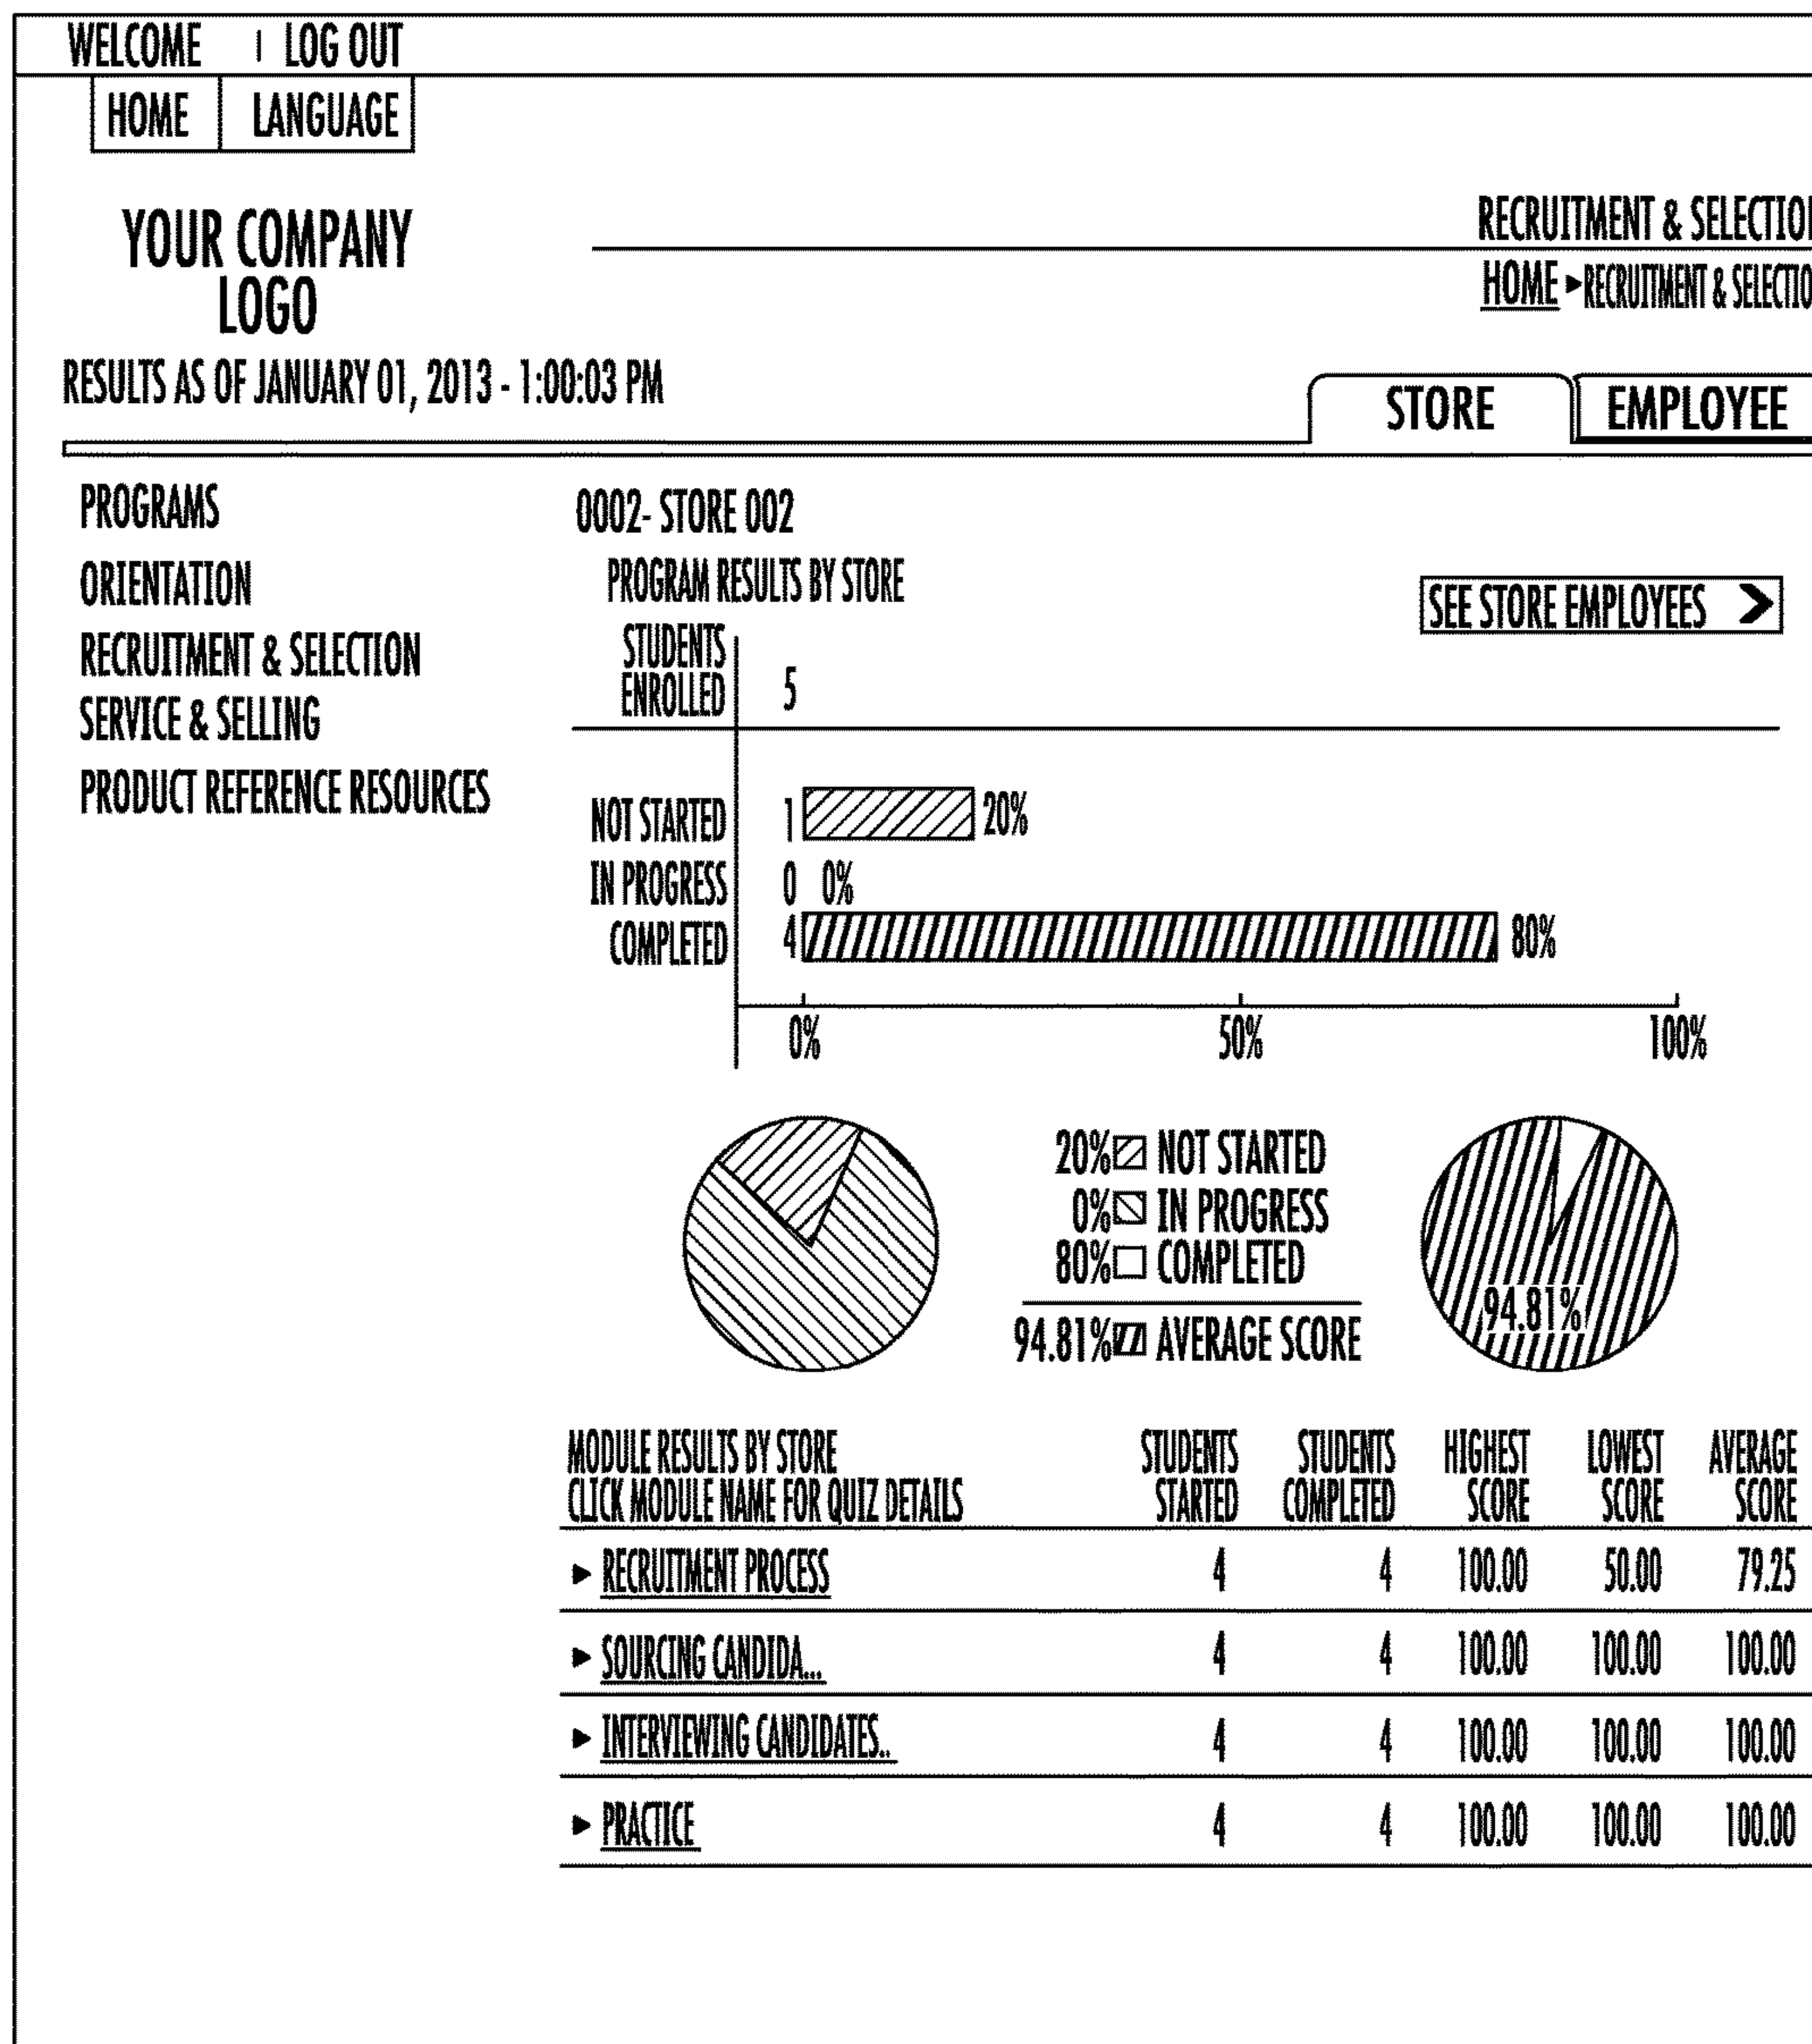 WELCOME | LOG OUT
HOME LANGUAGE
YOUR COMPANY
LOGO
RECRUITMENT & SELECTION
HOME ▸RECRUITMENT & SELECTIO
RESULTS AS OF JANUARY 01, 2013 - 1:00:03 PM
STORE EMPLOYEE
PROGRAMS
ORIENTATION
RECRUITMENT & SELECTION
SERVICE & SELLING
PRODUCT REFERENCE RESOURCES
0002- STORE 002
PROGRAM RESULTS BY STORE
SEE STORE EMPLOYEES >
STUDENTS
ENROLLED 5
NOT STARTED 1 20%
IN PROGRESS 0 0%
COMPLETED 4 80%
0% 50% 100%
20% NOT STARTED
0% IN PROGRESS
80% COMPLETED
94.81% AVERAGE SCORE
94.81%
MODULE RESULTS BY STORE STUDENTS STUDENTS HIGHEST LOWEST AVERAGE
CLICK MODULE NAME FOR QUIZ DETAILS STARTED COMPLETED SCORE SCORE SCORE
▸ RECRUITMENT PROCESS 4 4 100.00 50.00 79.25
▸ SOURCING CANDIDA... 4 4 100.00 100.00 100.00
▸ INTERVIEWING CANDIDATES.. 4 4 100.00 100.00 100.00
▸ PRACTICE 4 4 100.00 100.00 100.00